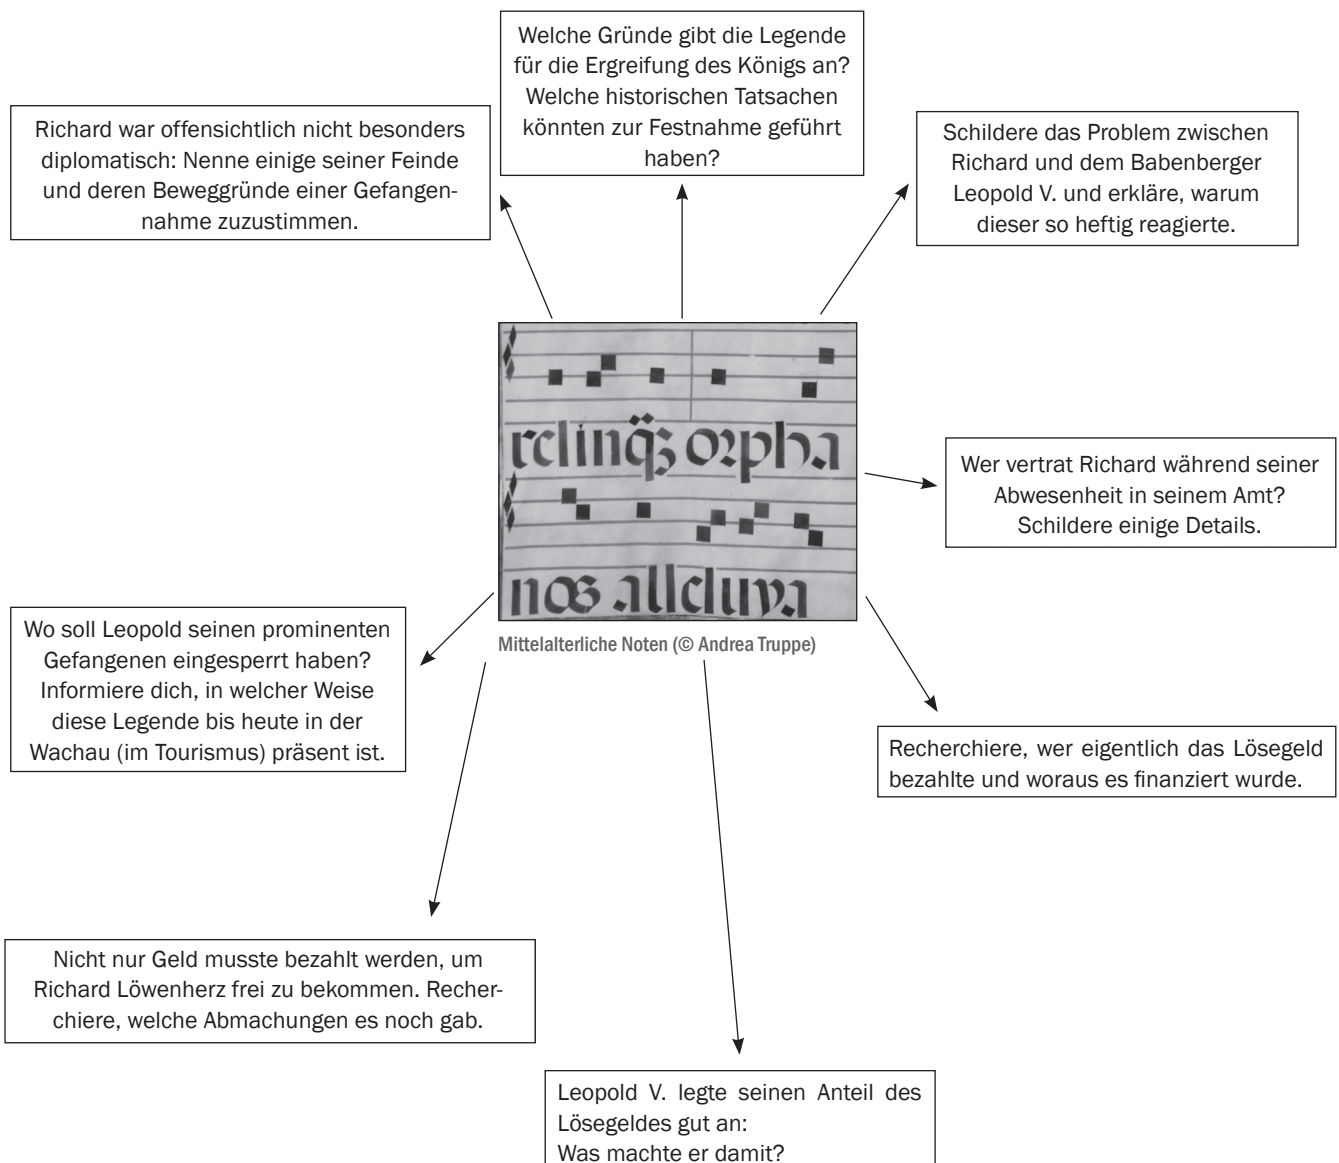 Welche Gründe gibt die Legende
für die Ergreifung des Königs an?
Welche historischen Tatsachen
könnten zur Festnahme geführt
haben?
Richard war offensichtlich nicht besonders
diplomatisch: Nenne einige seiner Feinde
und deren Beweggründe einer Gefangen-
nahme zuzustimmen.
Schildere das Problem zwischen
Richard und dem Babenberger
Leopold V. und erkläre, warum
dieser so heftig reagierte.
relinq̄s orpha
nos alleluya
Mittelalterliche Noten (© Andrea Truppe)
Wer vertrat Richard während seiner
Abwesenheit in seinem Amt?
Schildere einige Details.
Wo soll Leopold seinen prominenten
Gefangenen eingesperrt haben?
Informiere dich, in welcher Weise
diese Legende bis heute in der
Wachau (im Tourismus) präsent ist.
Recherchiere, wer eigentlich das Lösegeld
bezahlte und woraus es finanziert wurde.
Nicht nur Geld musste bezahlt werden, um
Richard Löwenherz frei zu bekommen. Recher-
chiere, welche Abmachungen es noch gab.
Leopold V. legte seinen Anteil des
Lösegeldes gut an:
Was machte er damit?